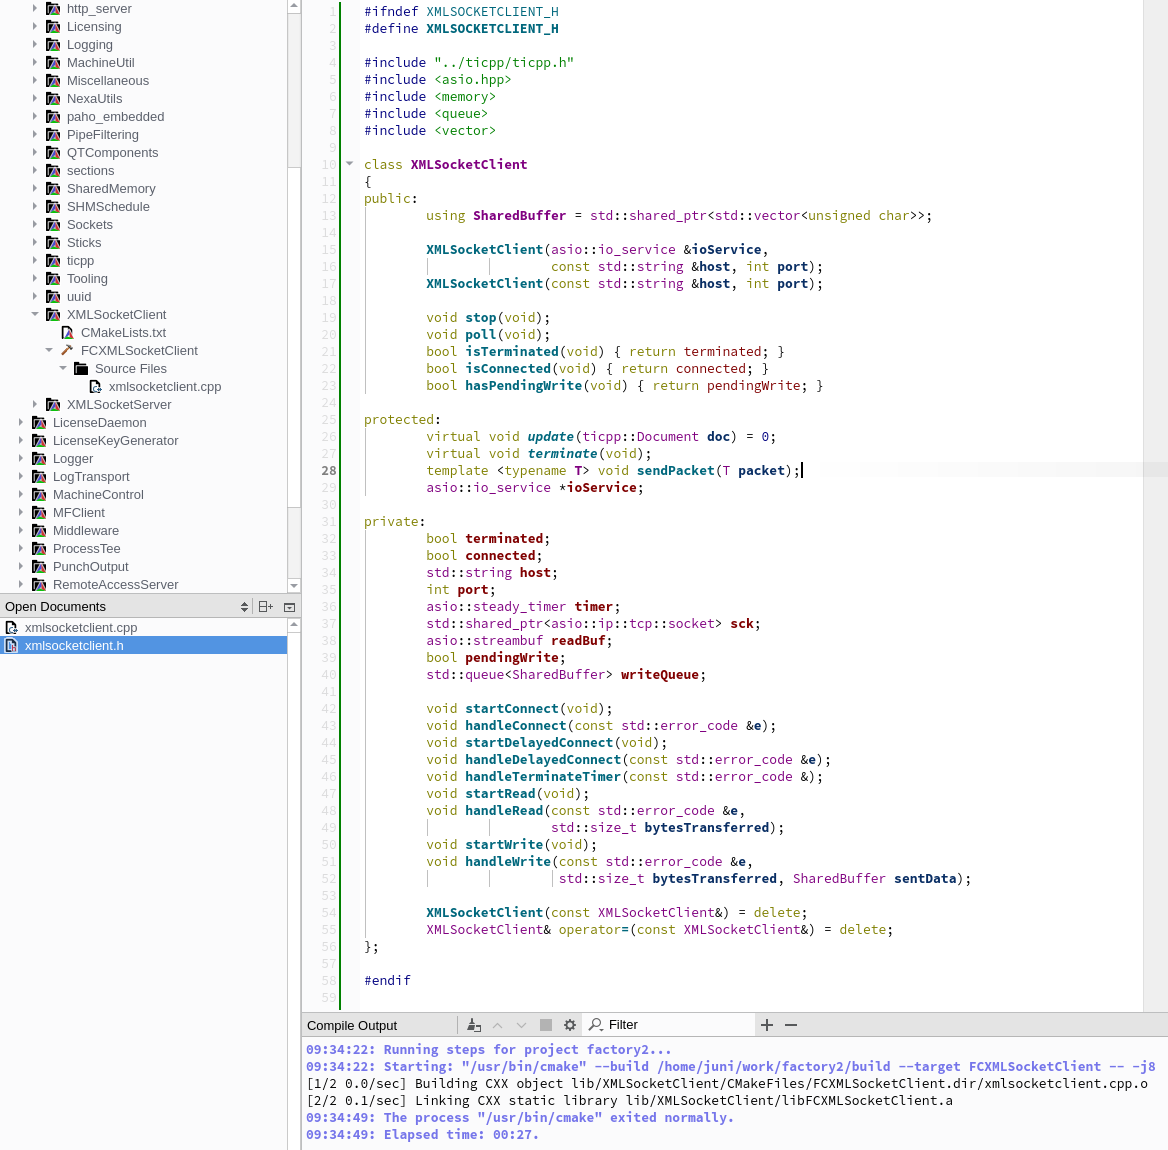 http_server
Licensing
Logging
MachineUtil
Miscellaneous
NexaUtils
paho_embedded
PipeFiltering
QTComponents
sections
SharedMemory
SHMSchedule
Sockets
Sticks
ticpp
Tooling
uuid
XMLSocketClient
CMakeLists.txt
FCXMLSocketClient
Source Files
xmlsocketclient.cpp
XMLSocketServer
LicenseDaemon
LicenseKeyGenerator
Logger
LogTransport
MachineControl
MFClient
Middleware
ProcessTee
PunchOutput
RemoteAccessServer
Open Documents
xmlsocketclient.cpp
xmlsocketclient.h
1 #ifndef XMLSOCKETCLIENT_H
2 #define XMLSOCKETCLIENT_H
3
4 #include "../ticpp/ticpp.h"
5 #include <asio.hpp>
6 #include <memory>
7 #include <queue>
8 #include <vector>
9
10 class XMLSocketClient
11 {
12 public:
13 using SharedBuffer = std::shared_ptr<std::vector<unsigned char>>;
14
15 XMLSocketClient(asio::io_service &ioService,
16 const std::string &host, int port);
17 XMLSocketClient(const std::string &host, int port);
18
19 void stop(void);
20 void poll(void);
21 bool isTerminated(void) { return terminated; }
22 bool isConnected(void) { return connected; }
23 bool hasPendingWrite(void) { return pendingWrite; }
24
25 protected:
26 virtual void update(ticpp::Document doc) = 0;
27 virtual void terminate(void);
28 template <typename T> void sendPacket(T packet);
29 asio::io_service *ioService;
30
31 private:
32 bool terminated;
33 bool connected;
34 std::string host;
35 int port;
36 asio::steady_timer timer;
37 std::shared_ptr<asio::ip::tcp::socket> sck;
38 asio::streambuf readBuf;
39 bool pendingWrite;
40 std::queue<SharedBuffer> writeQueue;
41
42 void startConnect(void);
43 void handleConnect(const std::error_code &e);
44 void startDelayedConnect(void);
45 void handleDelayedConnect(const std::error_code &e);
46 void handleTerminateTimer(const std::error_code &);
47 void startRead(void);
48 void handleRead(const std::error_code &e,
49 std::size_t bytesTransferred);
50 void startWrite(void);
51 void handleWrite(const std::error_code &e,
52 std::size_t bytesTransferred, SharedBuffer sentData);
53
54 XMLSocketClient(const XMLSocketClient&) = delete;
55 XMLSocketClient& operator=(const XMLSocketClient&) = delete;
56 };
57
58 #endif
59
Compile Output Filter
09:34:22: Running steps for project factory2...
09:34:22: Starting: "/usr/bin/cmake" --build /home/juni/work/factory2/build --target FCXMLSocketClient -- -j8
[1/2 0.0/sec] Building CXX object lib/XMLSocketClient/CMakeFiles/FCXMLSocketClient.dir/xmlsocketclient.cpp.o
[2/2 0.1/sec] Linking CXX static library lib/XMLSocketClient/libFCXMLSocketClient.a
09:34:49: The process "/usr/bin/cmake" exited normally.
09:34:49: Elapsed time: 00:27.